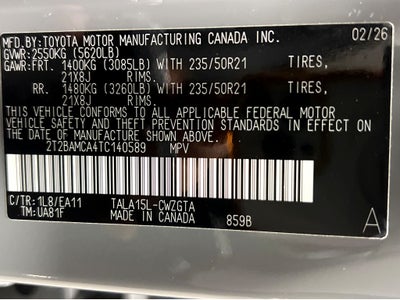 MFD.BY:TOYOTA MOTOR MANUFACTURING CANADA INC. 02/26
GVWR:2550KG (5620LB)
GAWR:FRT. 1400KG (3085LB) WITH 235/50R21 TIRES,
21X8J RIMS.
RR. 1480KG (3260LB) WITH 235/50R21 TIRES,
21X8J RIMS.
THIS VEHICLE CONFORMS TO ALL APPLICABLE FEDERAL MOTOR
VEHICLE SAFETY AND THEFT PREVENTION STANDARDS IN EFFECT ON
THE DATE OF MANUFACTURE SHOWN ABOVE.
2T2BAMCA4TC140589 MPV
C/TR:1L8/EA11 TALA15L-CWZGTA
TM:UA81F MADE IN CANADA 859B A